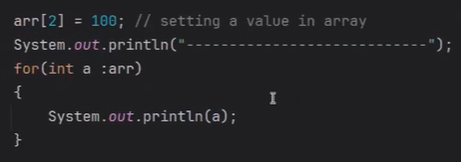 arr[2] = 100; // setting a value in array
System.out.println("----------------------------");
for(int a :arr)
{
    System.out.println(a);
}